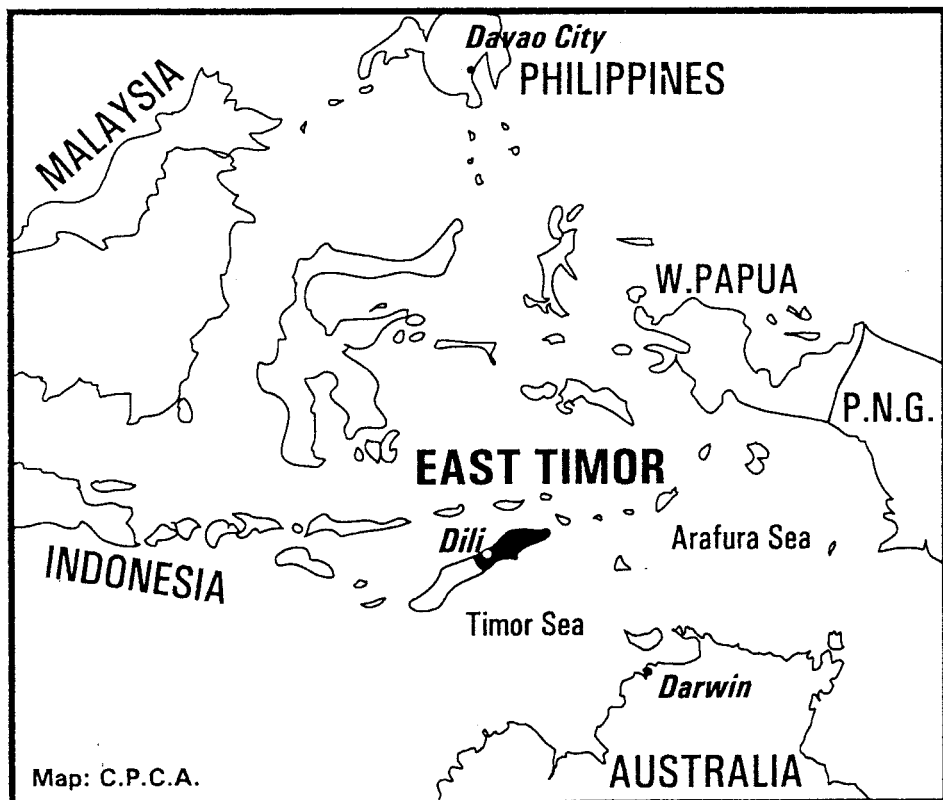 Davao City
PHILIPPINES
MALAYSIA
W.PAPUA
P.N.G.
EAST TIMOR
Dili
Arafura Sea
INDONESIA
Timor Sea
Darwin
AUSTRALIA
Map: C.P.C.A.